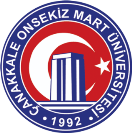 ÇANAKKALE ONSEKİZ MART ÜNİVERSİTESİ
• 1992 •